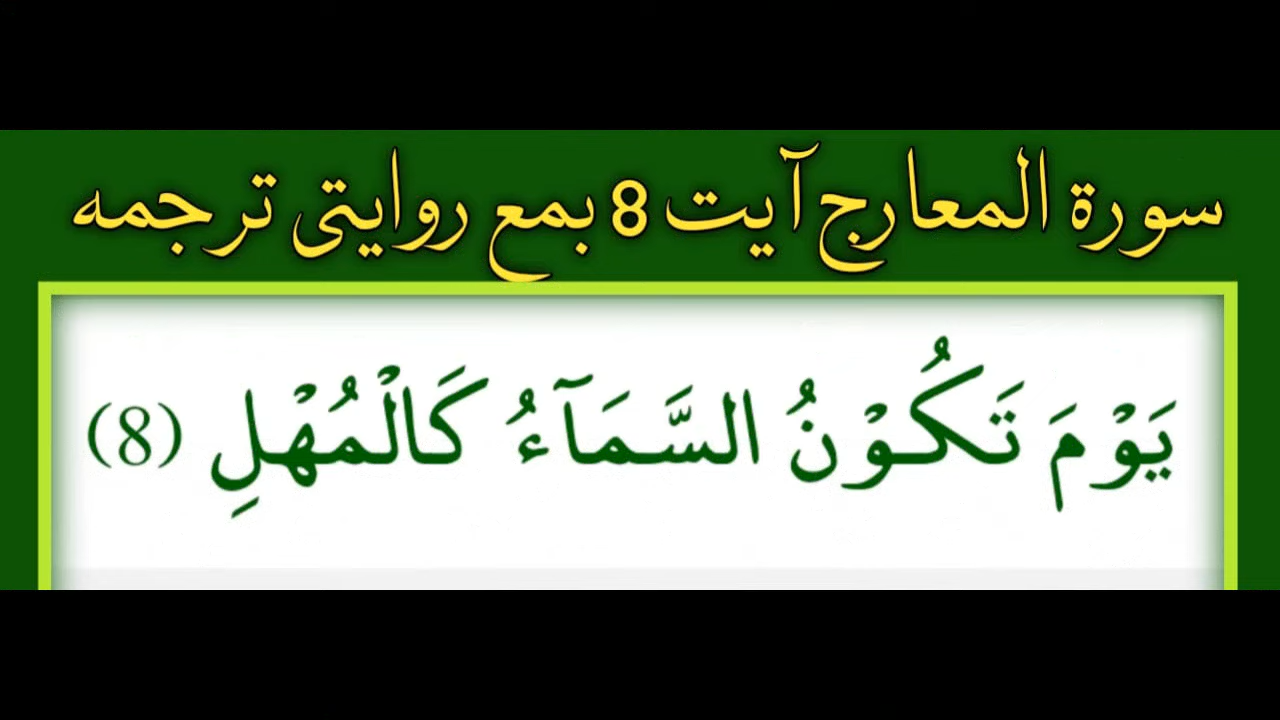 سورۃ المعارج آیت 8 بمع روایتی ترجمہ
يَوْمَ تَكُوْنُ السَّمَآءُ كَالْمُهْلِ (8)